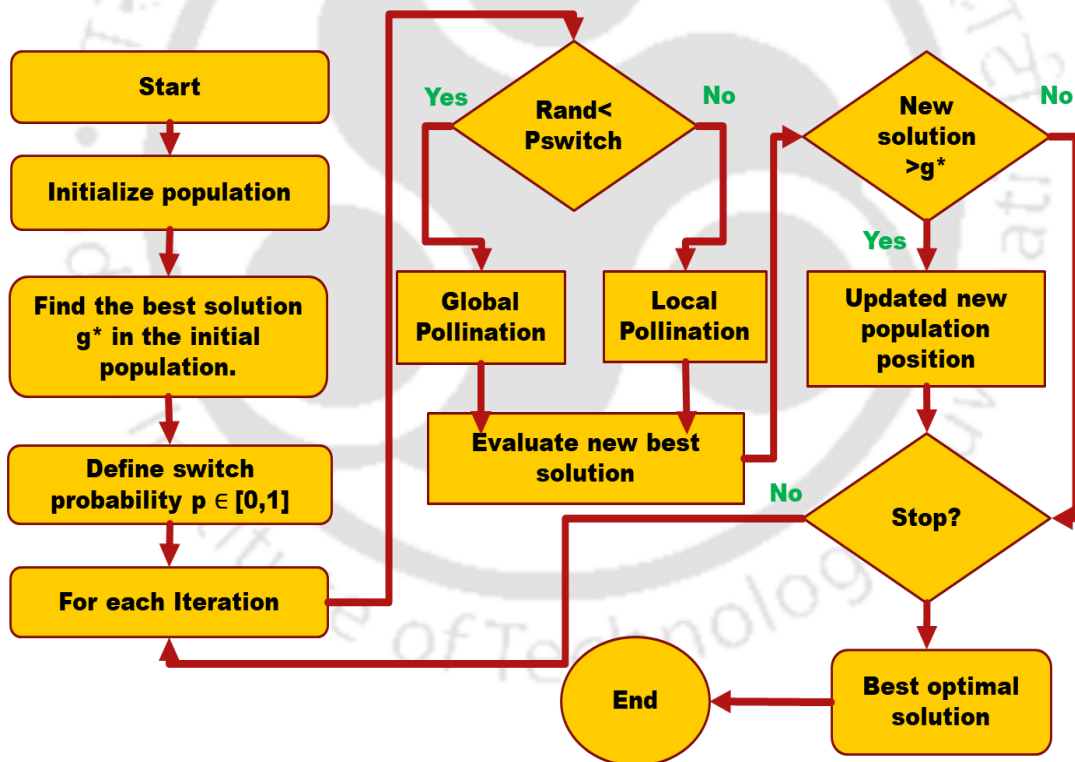 Start
Initialize population
Find the best solution
g* in the initial
population.
Define switch
probability p ∈ [0,1]
For each Iteration
Yes
Rand<
Pswitch
No
Global
Pollination
Local
Pollination
Evaluate new best
solution
New
solution
>g*
No
Yes
Updated new
population
position
No
Stop?
Best optimal
solution
End
of Technology